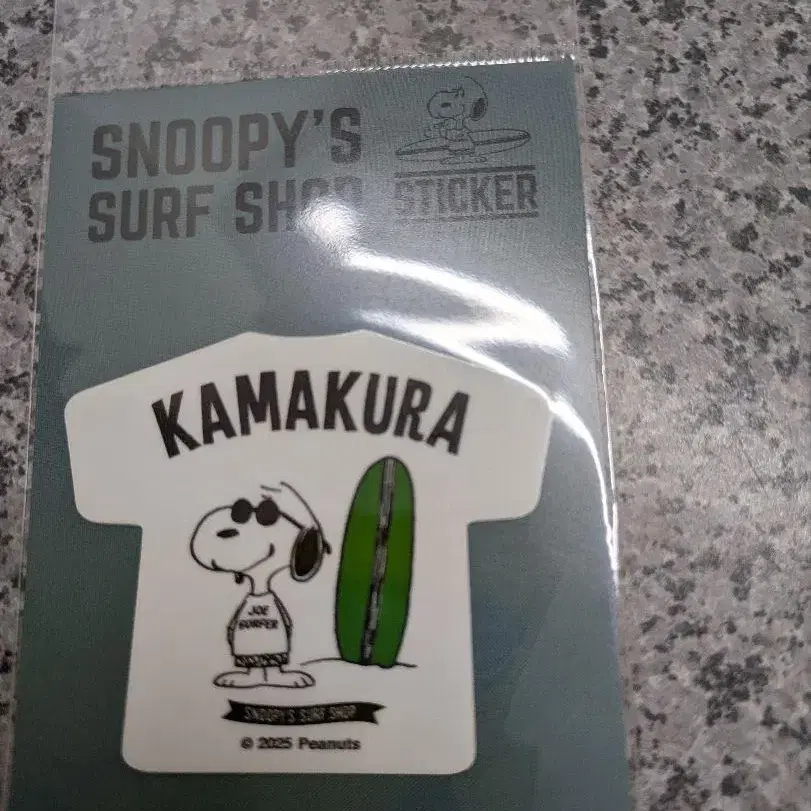 SNOOPY'S
SURF SHOP
STICKER
KAMAKURA
JOE
SURFER
SNOOPY'S SURF SHOP
© 2025 Peanuts